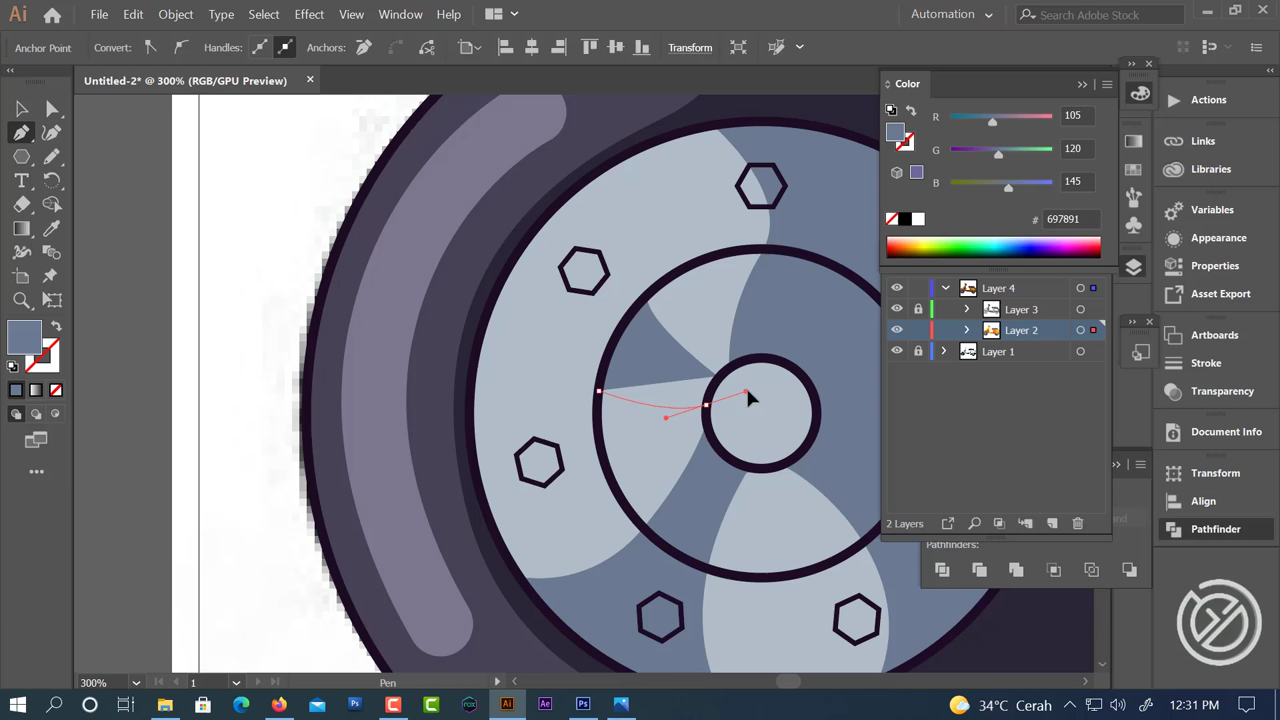 Ai File Edit Object Type Select Effect View Window Help Automation Search Adobe Stock
Anchor Point Convert: Handles: Anchors: Transform
Untitled-2* @ 300% (RGB/GPU Preview) ×
Color
R 105
G 120
B 145
# 697891
Layer 4
Layer 3
Layer 2
Layer 1
2 Layers
Pathfinders:
Actions
Links
Libraries
Variables
Appearance
Properties
Asset Export
Artboards
Stroke
Transparency
Document Info
Transform
Align
Pathfinder
300% 1 Pen
34°C Cerah 12:31 PM